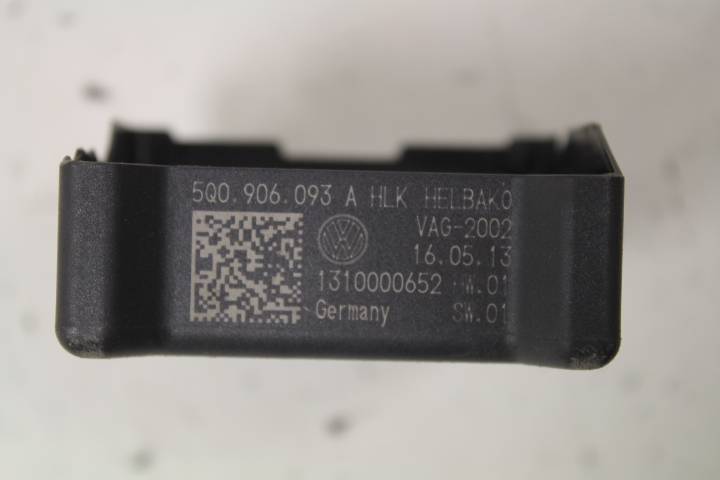 5Q0.906.093 A HLK HELBAKO
VAG-2002
16.05.13
1310000652 HW.01
Germany SW.01